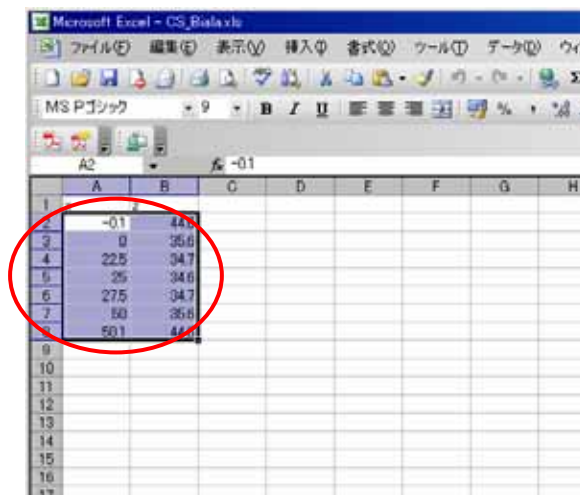 Microsoft Excel - CS_Biala.xls
ファイル(F) 編集(E) 表示(V) 挿入(I) 書式(O) ツール(T) データ(D) ウィ
MS Pゴシック 9 B I U %
A2 fx -0.1
A B C D E F G H
1
2 -0.1
3 0 35.6
4 22.5 34.7
5 25 34.6
6 27.5 34.7
7 50 35.6
8 50.1
9
10
11
12
13
14
15
16
17